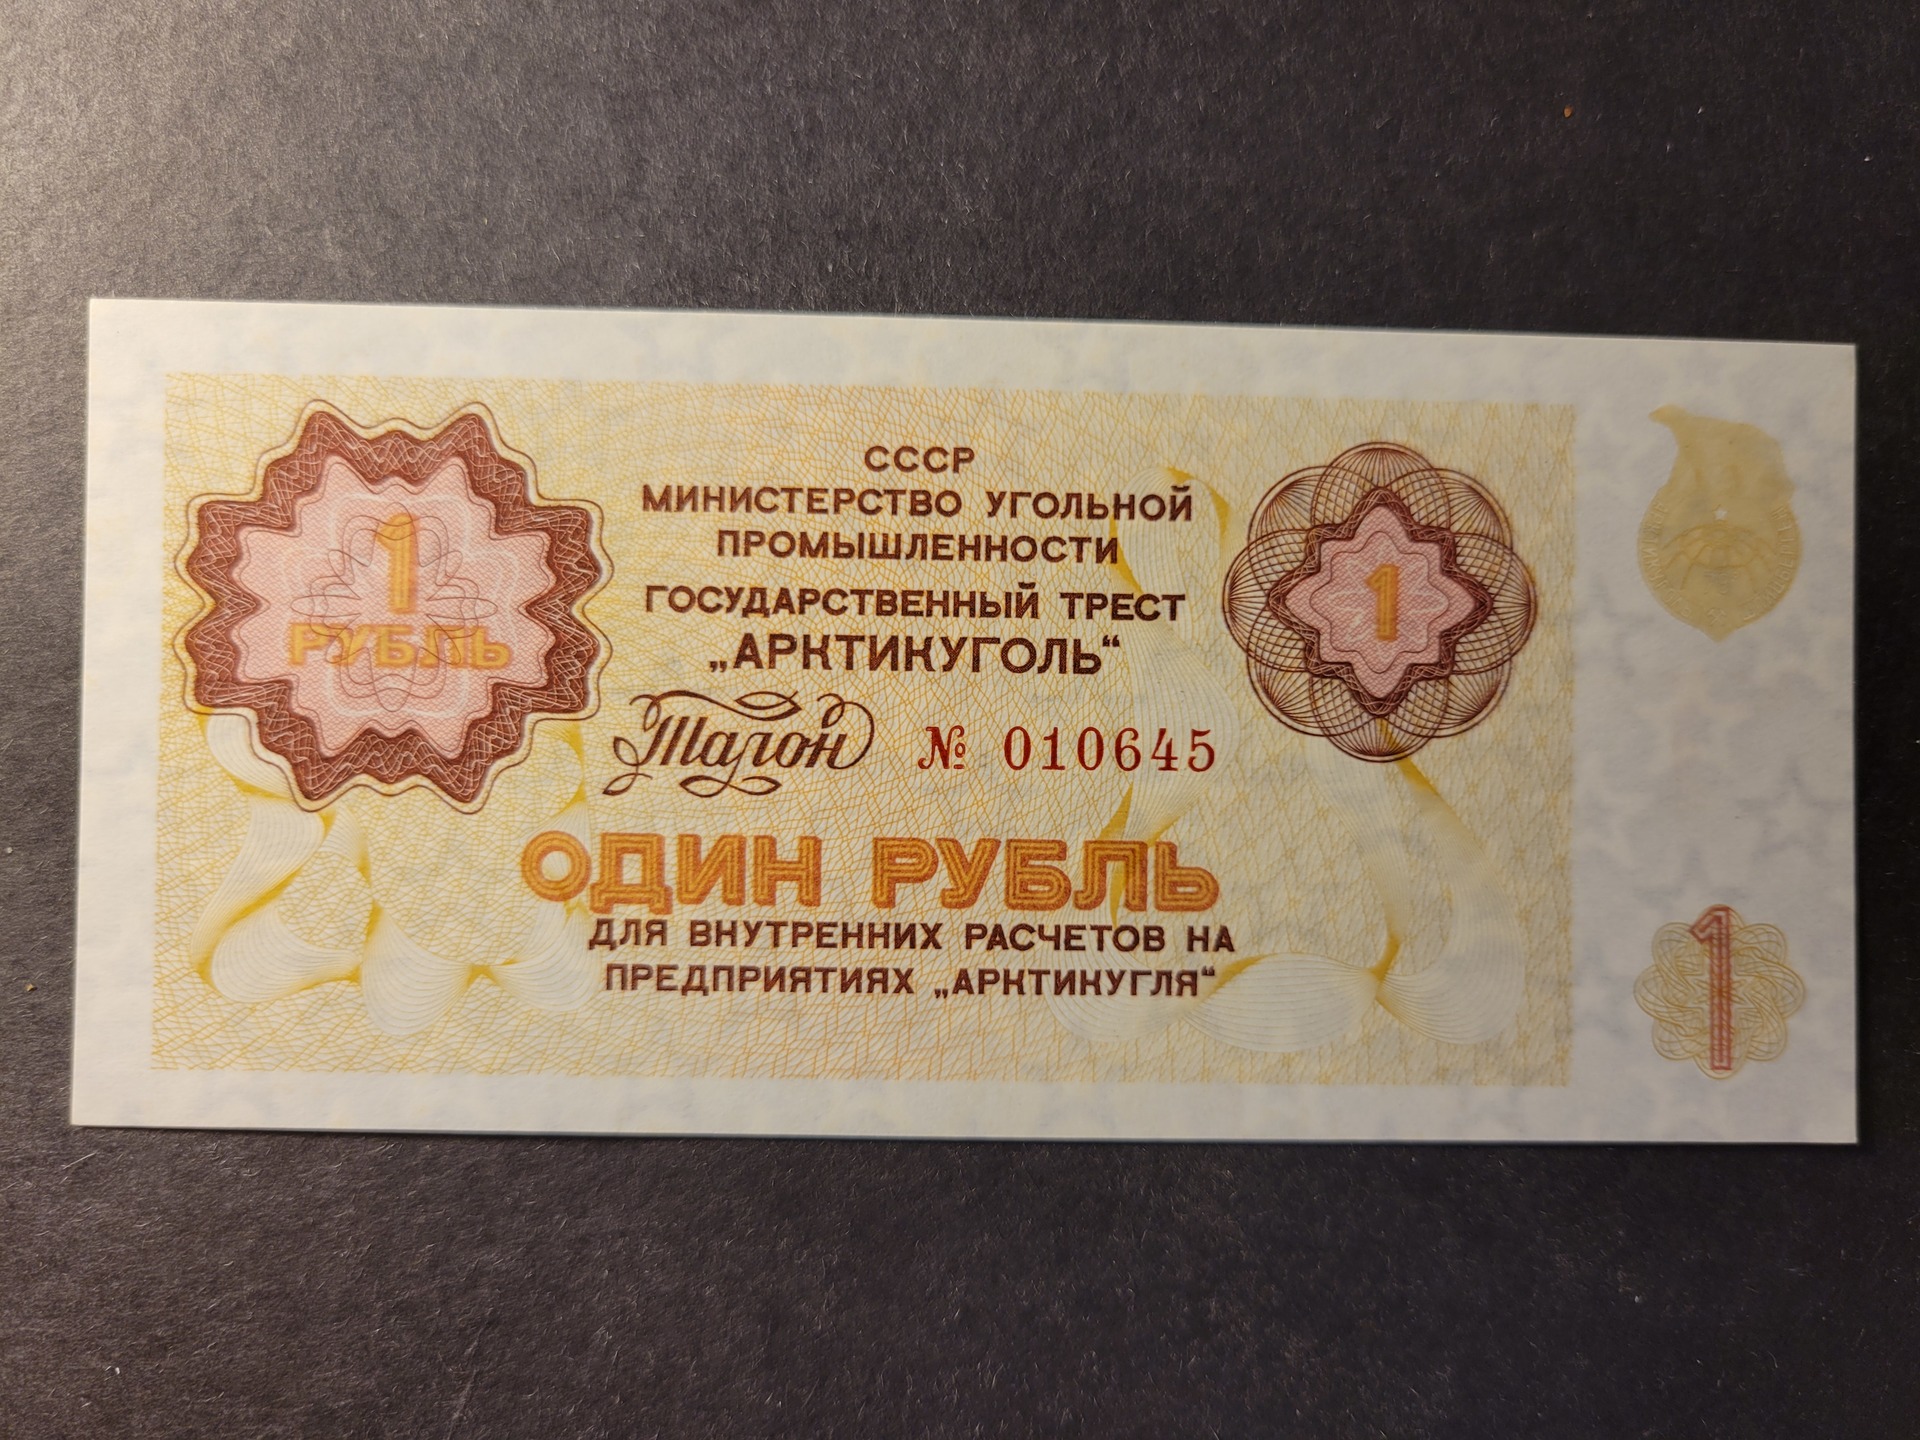 СССР
МИНИСТЕРСТВО УГОЛЬНОЙ
ПРОМЫШЛЕННОСТИ
ГОСУДАРСТВЕННЫЙ ТРЕСТ
„АРКТИКУГОЛЬ“
1
РУБЛЬ
1
Талон № 010645
ОДИН РУБЛЬ
ДЛЯ ВНУТРЕННИХ РАСЧЕТОВ НА
ПРЕДПРИЯТИЯХ „АРКТИКУГЛЯ“
1